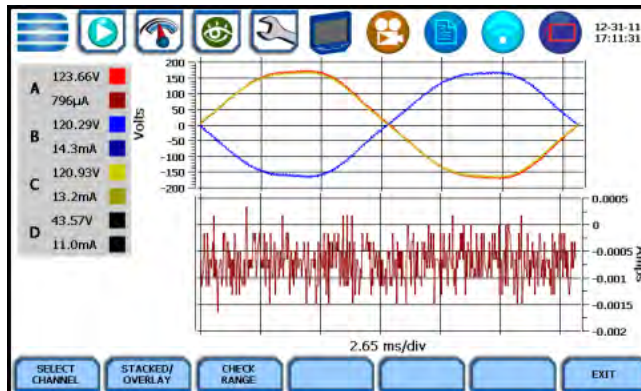 12-31-11
17:11:31
A 123.66V
796µA
B 120.29V
14.3mA
C 120.93V
13.2mA
D 43.57V
11.0mA
Volts
200
150
100
50
0
-50
-100
-150
-200
0.0005
0
-0.0005
-0.001
-0.0015
-0.002
Amps
2.65 ms/div
SELECT CHANNEL
STACKED/ OVERLAY
CHECK RANGE
EXIT